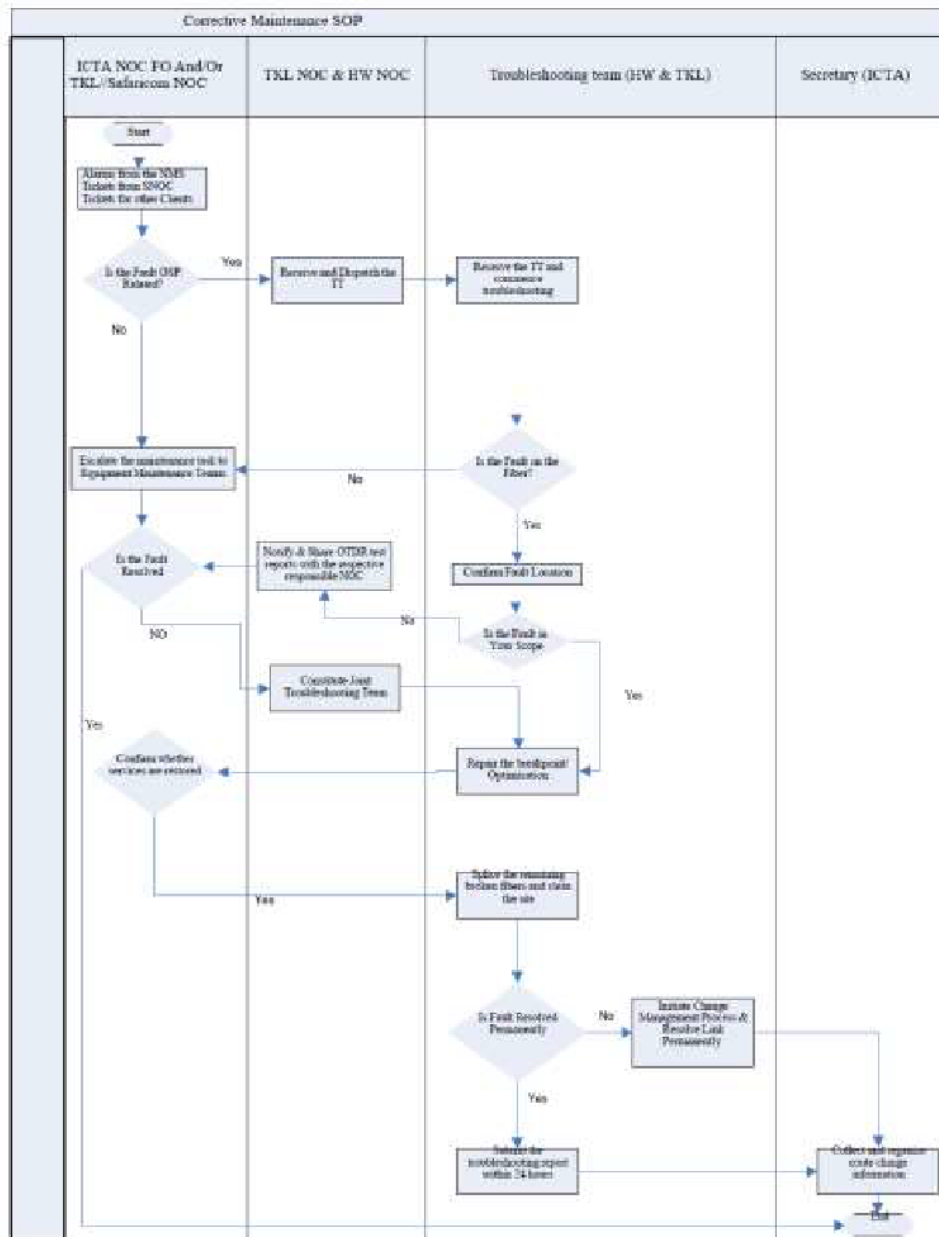 Corrective Maintenance SOP
ICTA NOC FO And/Or
TKL//Safaricom NOC
TKL NOC & HW NOC
Troubleshooting team (HW & TKL)
Secretary (ICTA)
Start
Alarms from the NMS
Tickets from SNOC
Tickets for other Clients
Is the Fault OSP
Related?
Yes
Receive and Dispatch the
TT
Receive the TT and
commence
troubleshooting
No
Escalate the maintenance task to
Equipment Maintenance Teams
No
Is the Fault on the
Fiber?
Yes
Is the Fault
Resolved
Notify & Share OTDR test
reports with the respective
responsible NOC
Confirm Fault Location
No
Is the Fault in
Your Scope
NO
Constitute Joint
Troubleshooting Team
Yes
Yes
Confirm whether
services are restored
Repair the breakpoint/
Optimization
Yes
Splice the remaining
broken fibers and clean
the site
Is Fault Resolved
Permanently
No
Initiate Change
Management Process &
Resolve Link
Permanently
Yes
Submit the
troubleshooting report
within 24 hours
Collect and organize
route change
information
End